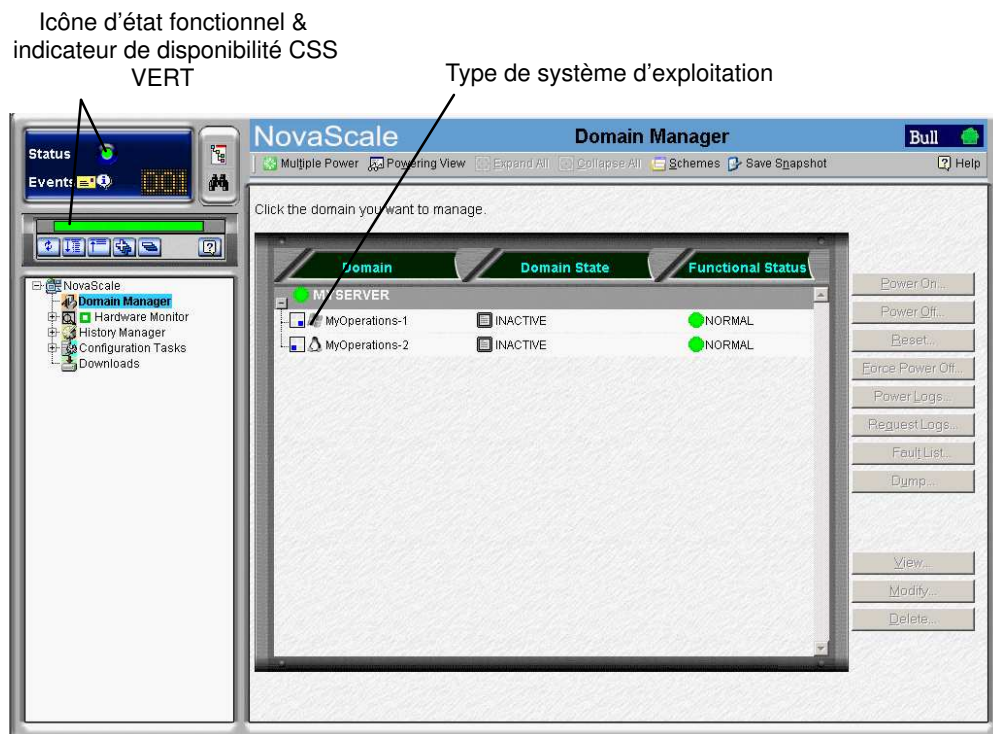 Icône d'état fonctionnel &
indicateur de disponibilité CSS
VERT
Type de système d'exploitation
NovaScale
Domain Manager
Bull
Status
Events
001
Multiple Power
Powering View
Expand All
Collapse All
Schemes
Save Snapshot
Help
Click the domain you want to manage.
Domain
Domain State
Functional Status
MYSERVER
MyOperations-1
INACTIVE
NORMAL
MyOperations-2
INACTIVE
NORMAL
NovaScale
Domain Manager
Hardware Monitor
History Manager
Configuration Tasks
Downloads
Power On...
Power Off...
Reset...
Force Power Off...
Power Logs...
Request Logs...
Fault List...
Dump...
View...
Modify...
Delete...